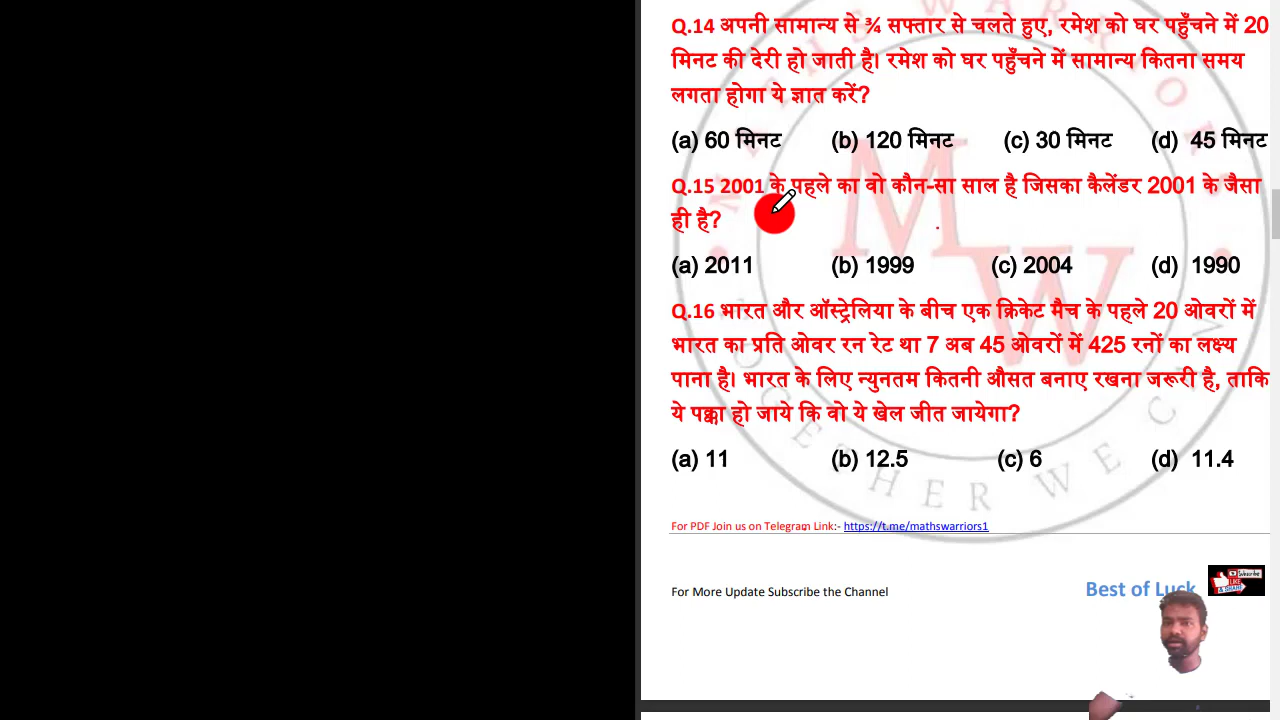 Q.14 अपनी सामान्य से ¾ सफ्तार से चलते हुए, रमेश को घर पहुँचने में 20
मिनट की देरी हो जाती है। रमेश को घर पहुँचने में सामान्य कितना समय
लगता होगा ये ज्ञात करें?
(a) 60 मिनट (b) 120 मिनट (c) 30 मिनट (d) 45 मिनट
Q.15 2001 के पहले का वो कौन-सा साल है जिसका कैलेंडर 2001 के जैसा
ही है?
(a) 2011 (b) 1999 (c) 2004 (d) 1990
Q.16 भारत और ऑस्ट्रेलिया के बीच एक क्रिकेट मैच के पहले 20 ओवरों में
भारत का प्रति ओवर रन रेट था 7 अब 45 ओवरों में 425 रनों का लक्ष्य
पाना है। भारत के लिए न्युनतम कितनी औसत बनाए रखना जरूरी है, ताकि
ये पक्का हो जाये कि वो ये खेल जीत जायेगा?
(a) 11 (b) 12.5 (c) 6 (d) 11.4
For PDF Join us on Telegram Link:- https://t.me/mathswarriors1
For More Update Subscribe the Channel
Best of Luck